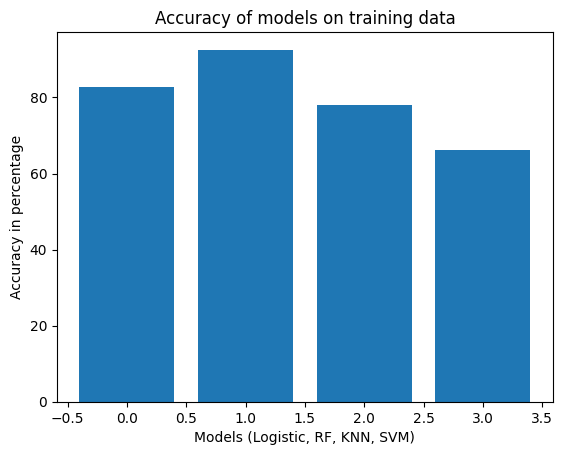 Accuracy of models on training data
Accuracy in percentage
80
60
40
20
0
−0.5 0.0 0.5 1.0 1.5 2.0 2.5 3.0 3.5
Models (Logistic, RF, KNN, SVM)